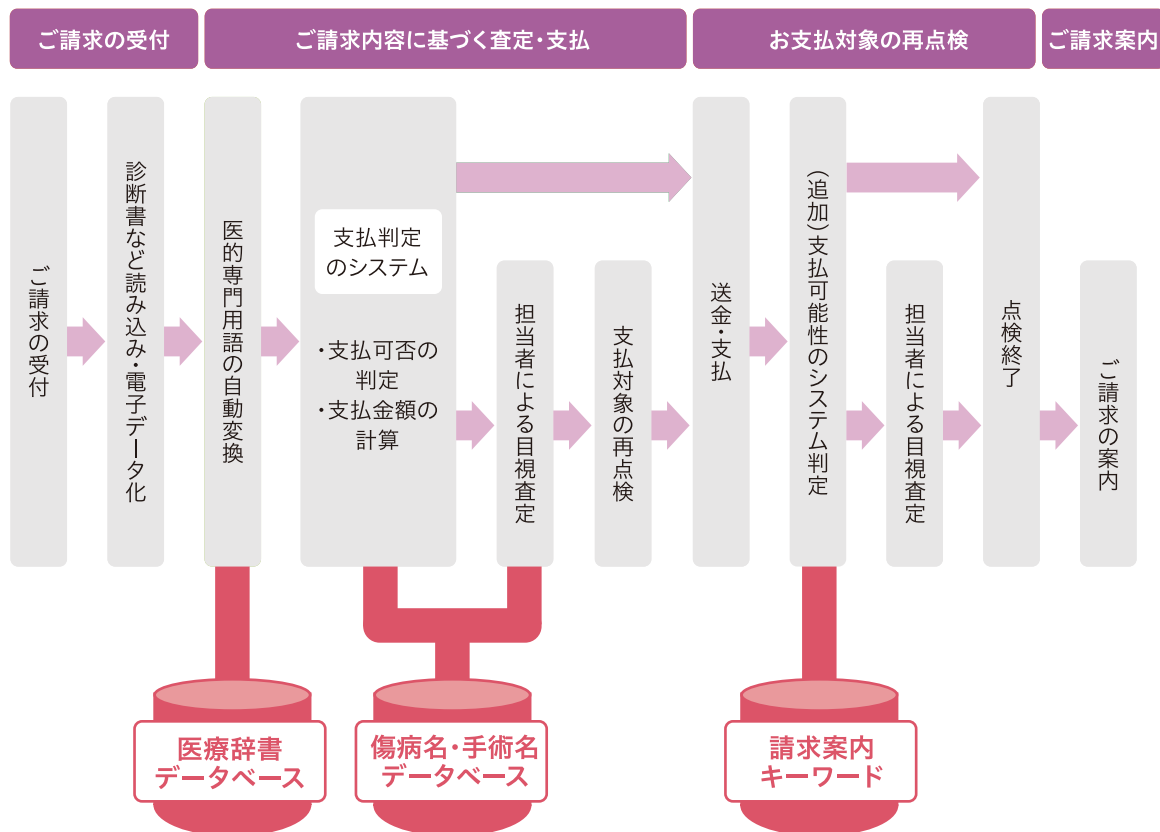 ご請求の受付
ご請求内容に基づく査定・支払
お支払対象の再点検
ご請求案内
ご請求の受付
診断書など読み込み・電子データ化
医的専門用語の自動変換
支払判定
のシステム
・支払可否の
判定
・支払金額の
計算
担当者による目視査定
支払対象の再点検
送金・支払
（追加）支払可能性のシステム判定
担当者による目視査定
点検終了
ご請求の案内
医療辞書
データベース
傷病名・手術名
データベース
請求案内
キーワード